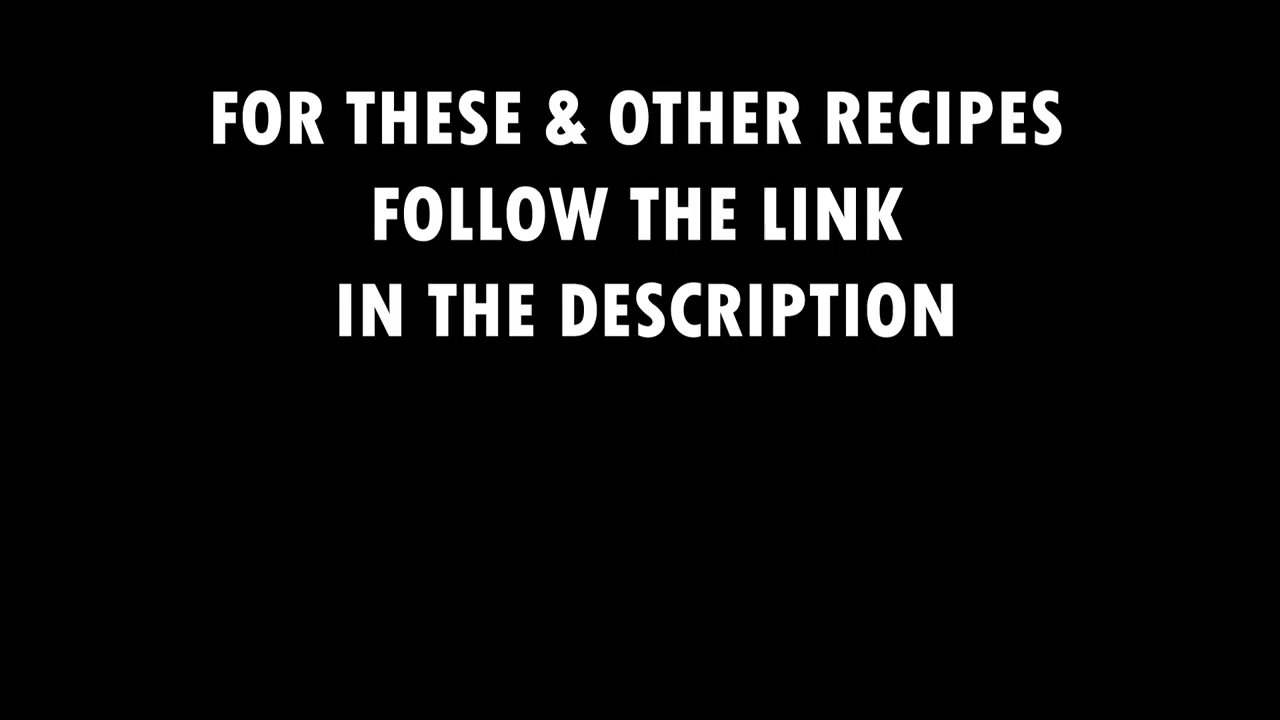 FOR THESE & OTHER RECIPES
FOLLOW THE LINK
IN THE DESCRIPTION